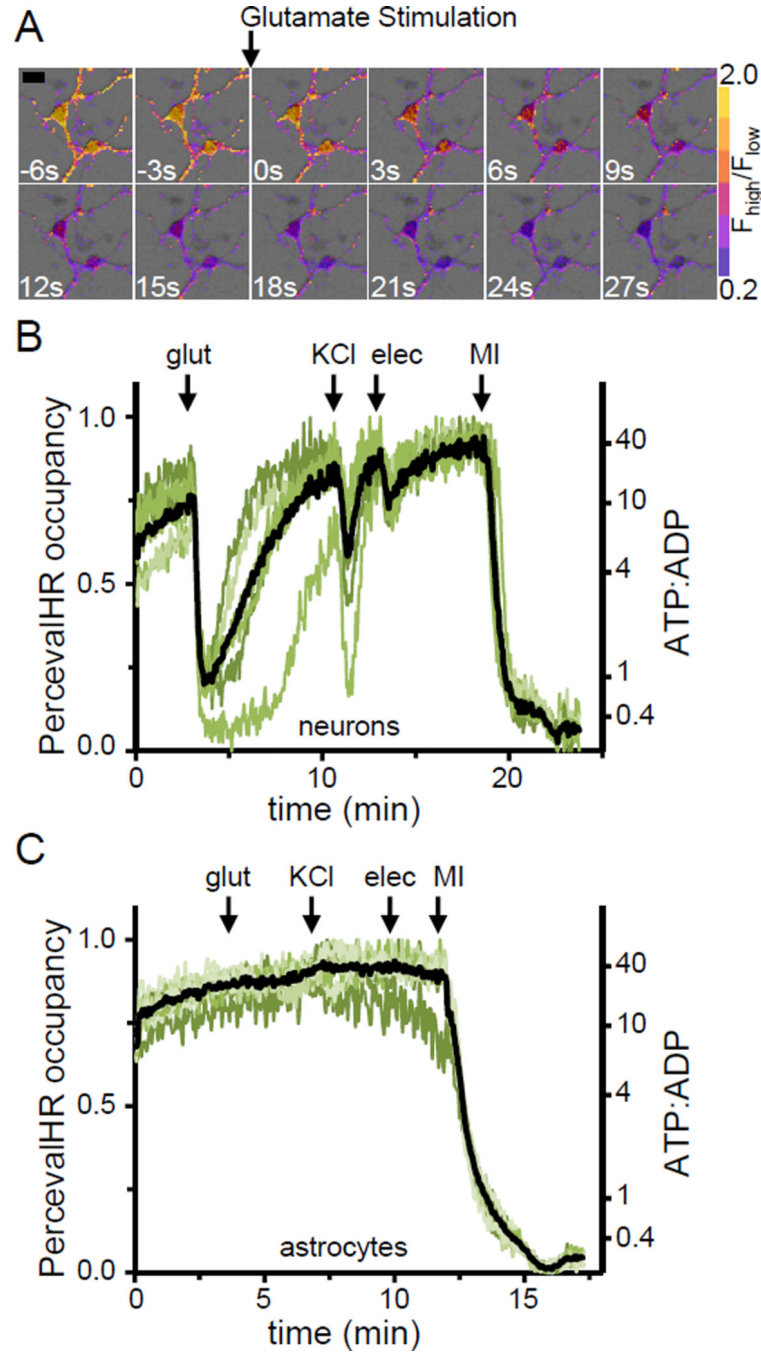 A
Glutamate Stimulation
-6s -3s 0s 3s 6s 9s
12s 15s 18s 21s 24s 27s
2.0
Fhigh/Flow
0.2
B
glut KCl elec MI
1.0
0.5
0.0
PercevalHR occupancy
40
10
4
1
0.4
ATP:ADP
neurons
0 10 20
time (min)
C
glut KCl elec MI
1.0
0.5
0.0
PercevalHR occupancy
40
10
4
1
0.4
ATP:ADP
astrocytes
0 5 10 15
time (min)